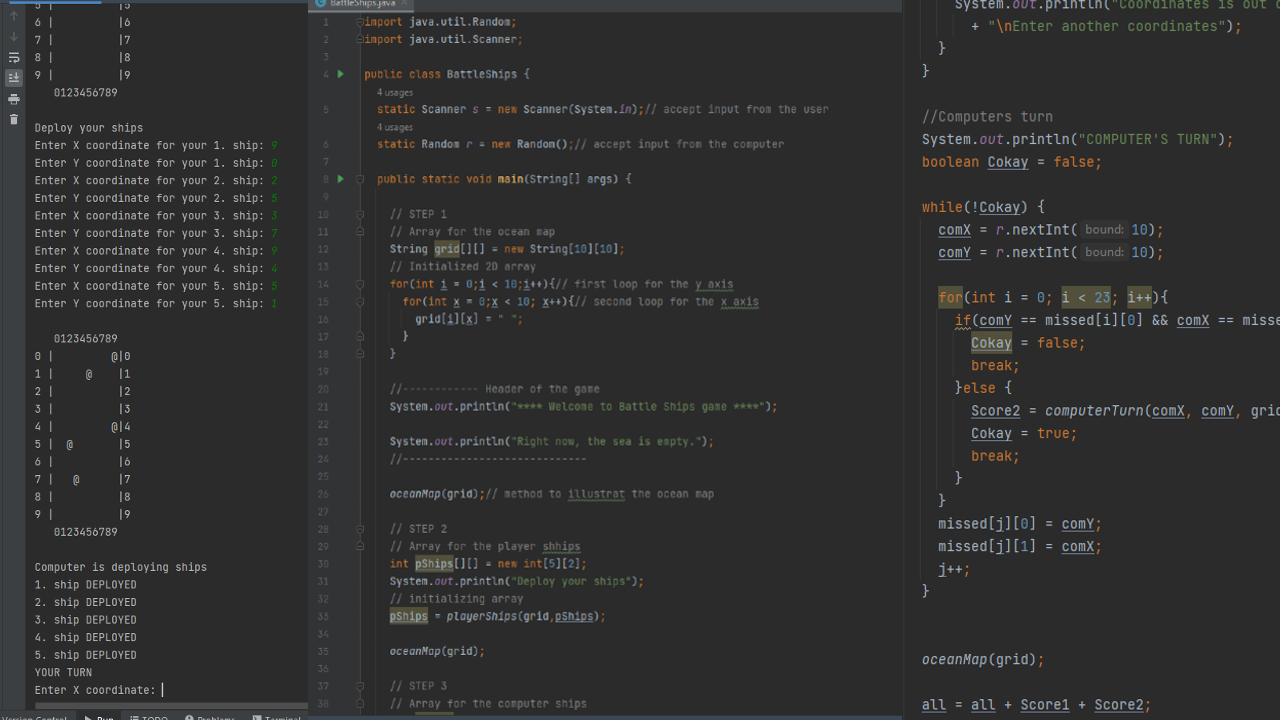 5 | |5
6 | |6
7 | |7
8 | |8
9 | |9
0123456789
Deploy your ships
Enter X coordinate for your 1. ship: 9
Enter Y coordinate for your 1. ship: 0
Enter X coordinate for your 2. ship: 2
Enter Y coordinate for your 2. ship: 5
Enter X coordinate for your 3. ship: 3
Enter Y coordinate for your 3. ship: 7
Enter X coordinate for your 4. ship: 9
Enter Y coordinate for your 4. ship: 4
Enter X coordinate for your 5. ship: 5
Enter Y coordinate for your 5. ship: 1
0123456789
0 |         @|0
1 |     @    |1
2 |          |2
3 |          |3
4 |         @|4
5 |  @       |5
6 |          |6
7 |   @      |7
8 |          |8
9 |          |9
0123456789
Computer is deploying ships
1. ship DEPLOYED
2. ship DEPLOYED
3. ship DEPLOYED
4. ship DEPLOYED
5. ship DEPLOYED
YOUR TURN
Enter X coordinate:
Version Control Run TODO Problems Terminal
BattleShips.java
1 import java.util.Random;
2 import java.util.Scanner;
3
4 public class BattleShips {
4 usages
5 static Scanner s = new Scanner(System.in);// accept input from the user
4 usages
6 static Random r = new Random();// accept input from the computer
7
8 public static void main(String[] args) {
9
10 // STEP 1
11 // Array for the ocean map
12 String grid[][] = new String[10][10];
13 // Initialized 2D array
14 for(int i = 0;i < 10;i++){// first loop for the y axis
15 for(int x = 0;x < 10; x++){// second loop for the x axis
16 grid[i][x] = " ";
17 }
18 }
19
20 //------------ Header of the game
21 System.out.println("**** Welcome to Battle Ships game ****");
22
23 System.out.println("Right now, the sea is empty.");
24 //-----------------------------
25
26 oceanMap(grid);// method to illustrat the ocean map
27
28 // STEP 2
29 // Array for the player shhips
30 int pShips[][] = new int[5][2];
31 System.out.println("Deploy your ships");
32 // initializing array
33 pShips = playerShips(grid,pShips);
34
35 oceanMap(grid);
36
37 // STEP 3
38 // Array for the computer ships
System.out.println("Coordinates is out o
+ "\nEnter another coordinates");
}
}
//Computers turn
System.out.println("COMPUTER'S TURN");
boolean Cokay = false;
while(!Cokay) {
comX = r.nextInt( bound: 10);
comY = r.nextInt( bound: 10);
for(int i = 0; i < 23; i++){
if(comY == missed[i][0] && comX == misse
Cokay = false;
break;
}else {
Score2 = computerTurn(comX, comY, grid
Cokay = true;
break;
}
}
missed[j][0] = comY;
missed[j][1] = comX;
j++;
}
oceanMap(grid);
all = all + Score1 + Score2;